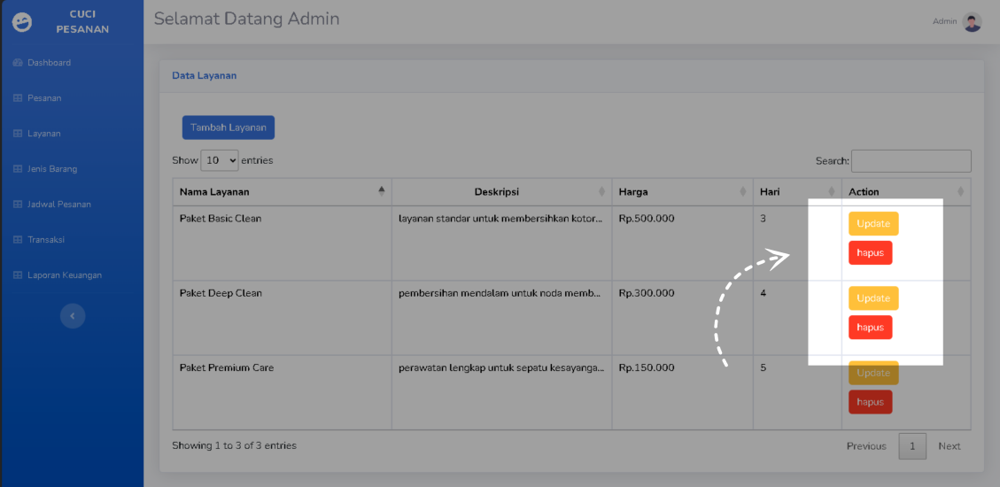 CUCI
PESANAN
Selamat Datang Admin
Admin
Dashboard
Pesanan
Layanan
Jenis Barang
Jadwal Pesanan
Transaksi
Laporan Keuangan
Data Layanan
Tambah Layanan
Show 10 entries
Search:
Nama Layanan Deskripsi Harga Hari Action
Paket Basic Clean layanan standar untuk membersihkan kotor... Rp.500.000 3 Update
hapus
Paket Deep Clean pembersihan mendalam untuk noda memb... Rp.300.000 4 Update
hapus
Paket Premium Care perawatan lengkap untuk sepatu kesayanga... Rp.150.000 5 Update
hapus
Showing 1 to 3 of 3 entries
Previous 1 Next